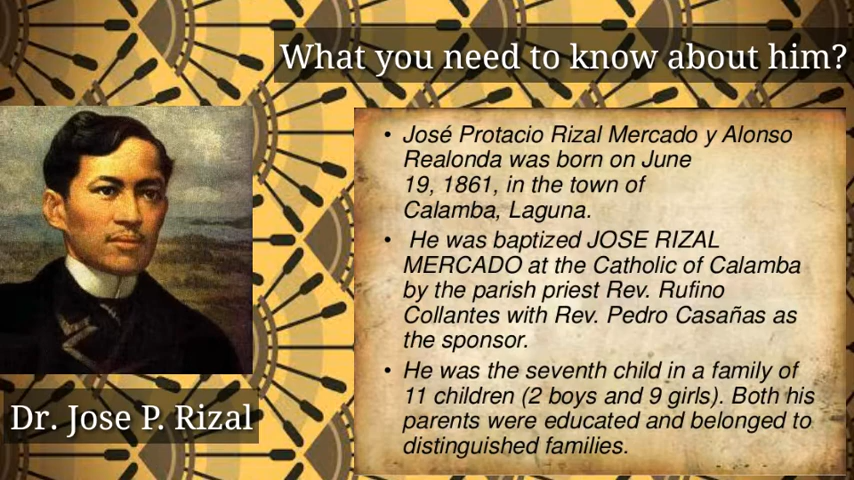 What you need to know about him?
• José Protacio Rizal Mercado y Alonso
Realonda was born on June
19, 1861, in the town of
Calamba, Laguna.
• He was baptized JOSE RIZAL
MERCADO at the Catholic of Calamba
by the parish priest Rev. Rufino
Collantes with Rev. Pedro Casañas as
the sponsor.
• He was the seventh child in a family of
11 children (2 boys and 9 girls). Both his
parents were educated and belonged to
distinguished families.
Dr. Jose P. Rizal